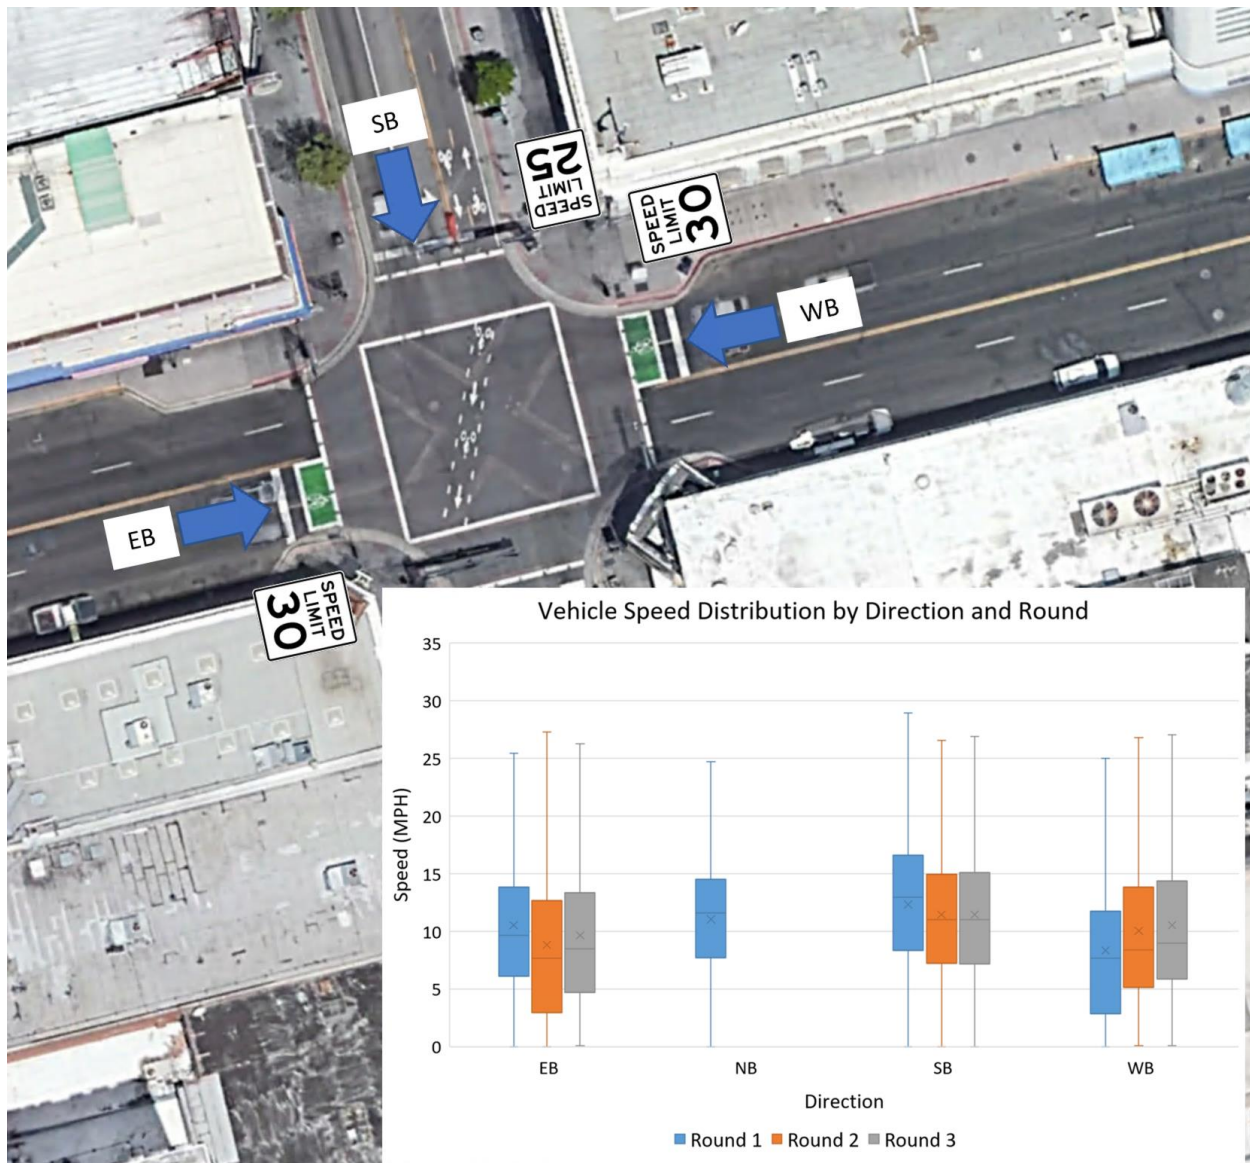 SB
SPEED
LIMIT
25
SPEED
LIMIT
30
WB
EB
SPEED
LIMIT
30
Vehicle Speed Distribution by Direction and Round
35
30
25
20
15
10
5
0
Speed (MPH)
EB NB SB WB
Direction
Round 1 Round 2 Round 3